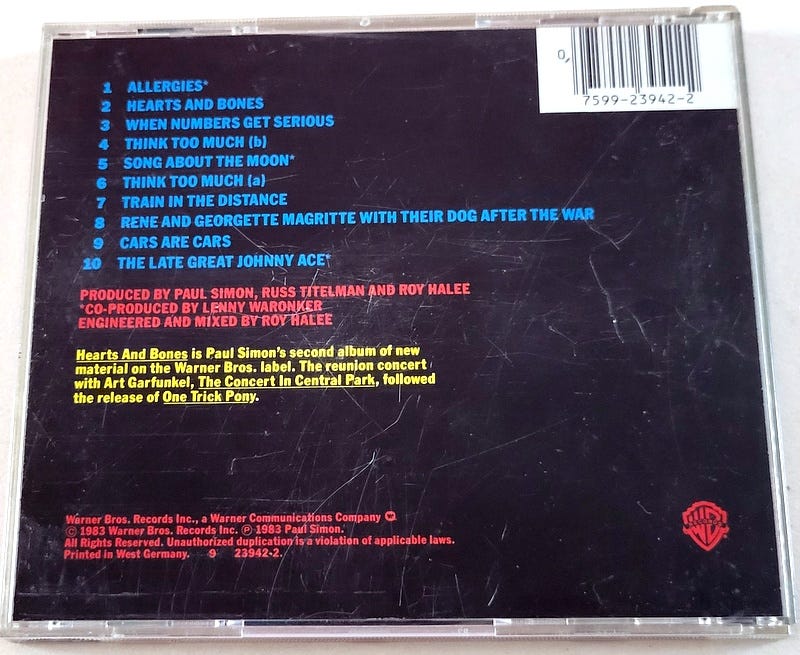 0,
7599-23942-2
1 ALLERGIES*
2 HEARTS AND BONES
3 WHEN NUMBERS GET SERIOUS
4 THINK TOO MUCH (b)
5 SONG ABOUT THE MOON*
6 THINK TOO MUCH (a)
7 TRAIN IN THE DISTANCE
8 RENE AND GEORGETTE MAGRITTE WITH THEIR DOG AFTER THE WAR
9 CARS ARE CARS
10 THE LATE GREAT JOHNNY ACE*
PRODUCED BY PAUL SIMON, RUSS TITELMAN AND ROY HALEE
*CO-PRODUCED BY LENNY WARONKER
ENGINEERED AND MIXED BY ROY HALEE
Hearts And Bones is Paul Simon's second album of new
material on the Warner Bros. label. The reunion concert
with Art Garfunkel, The Concert In Central Park, followed
the release of One Trick Pony.
Warner Bros. Records Inc., a Warner Communications Company
© 1983 Warner Bros. Records Inc. ℗ 1983 Paul Simon.
All Rights Reserved. Unauthorized duplication is a violation of applicable laws.
Printed in West Germany. 9 23942-2.
RECORDS